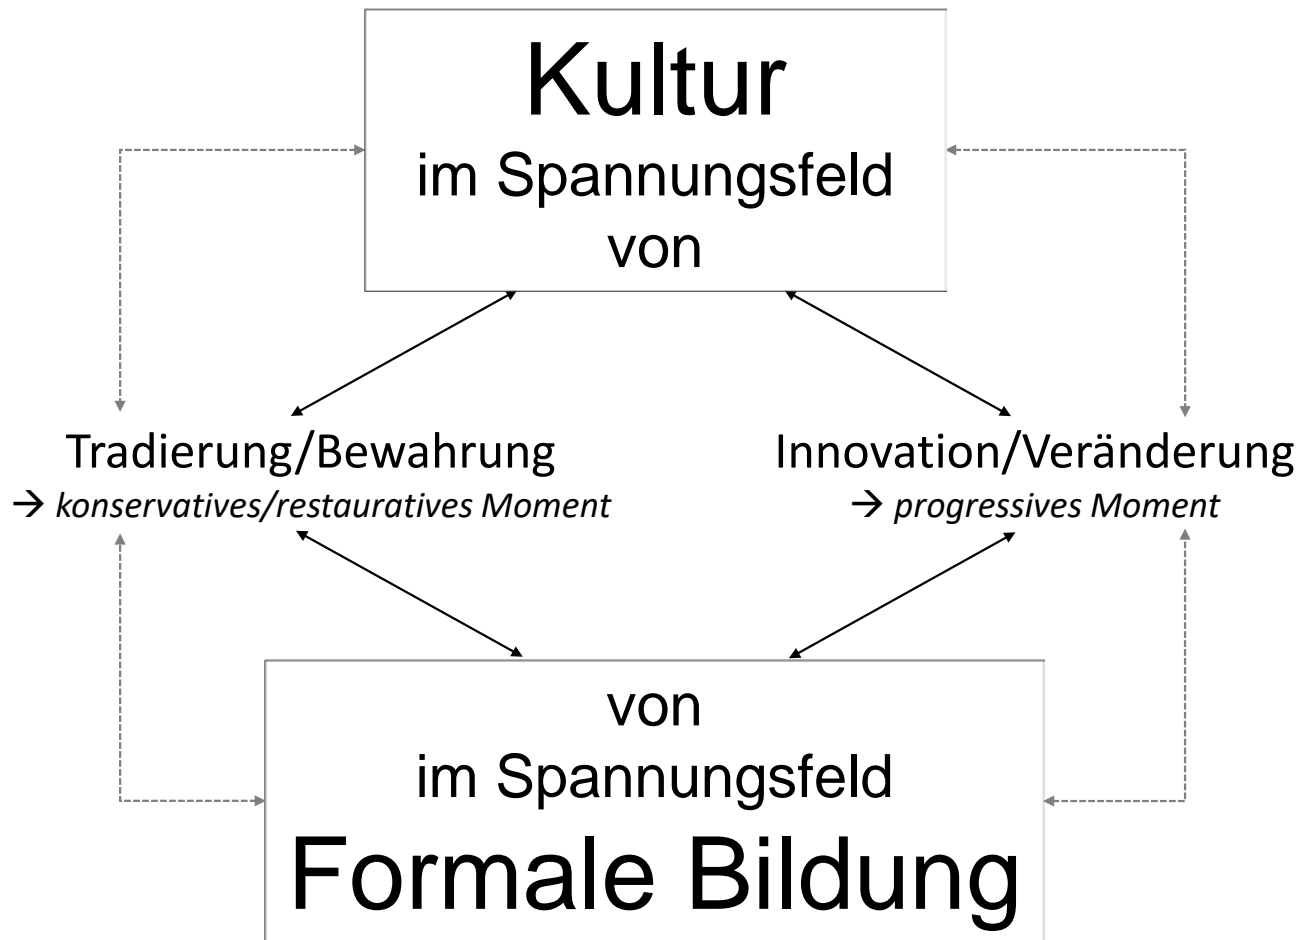 Kultur
im Spannungsfeld
von
Tradierung/Bewahrung
→ konservatives/restauratives Moment
Innovation/Veränderung
→ progressives Moment
von
im Spannungsfeld
Formale Bildung